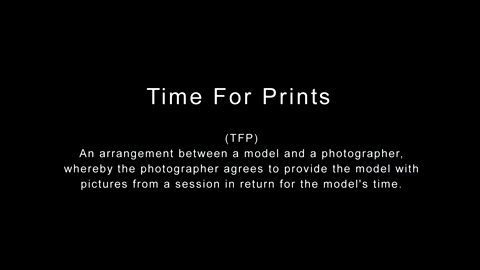 Time For Prints
(TFP)
An arrangement between a model and a photographer,
whereby the photographer agrees to provide the model with
pictures from a session in return for the model's time.